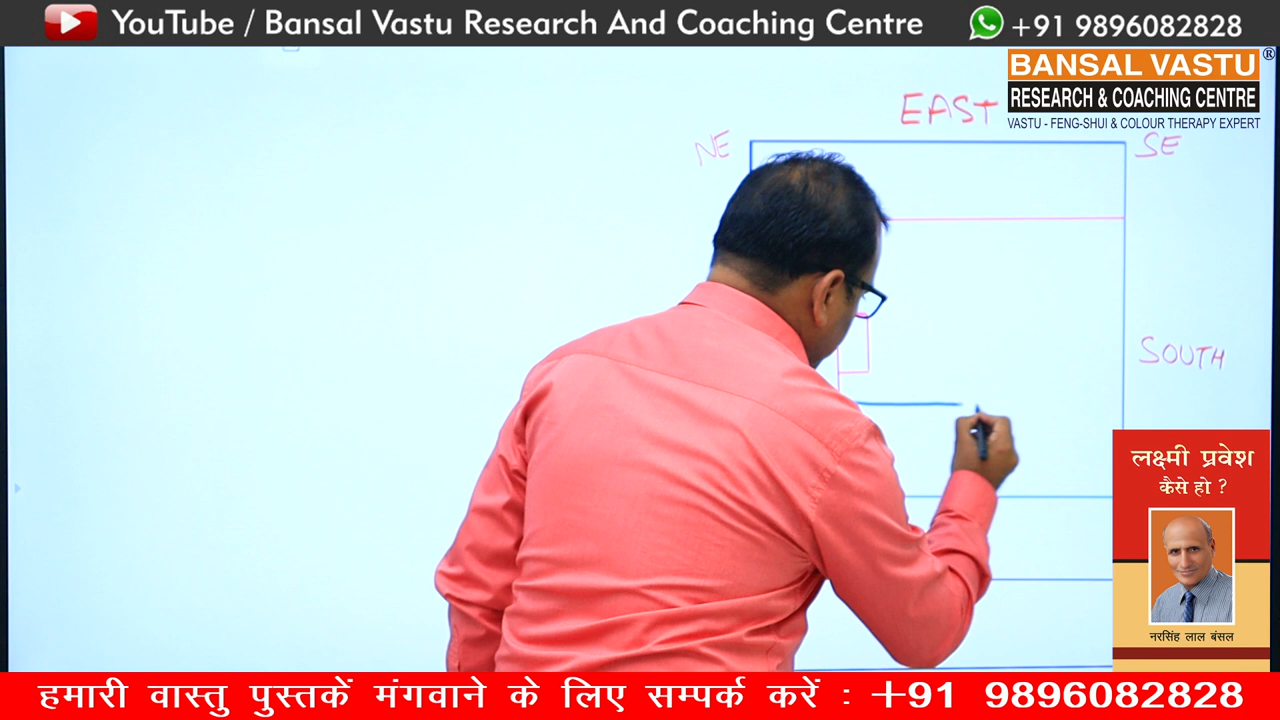 YouTube / Bansal Vastu Research And Coaching Centre
+91 9896082828
BANSAL VASTU®
RESEARCH & COACHING CENTRE
VASTU - FENG-SHUI & COLOUR THERAPY EXPERT
EAST
NE
SE
SOUTH
लक्ष्मी प्रवेश
कैसे हो ?
नरसिंह लाल बंसल
हमारी वास्तु पुस्तकें मंगवाने के लिए सम्पर्क करें : +91 9896082828